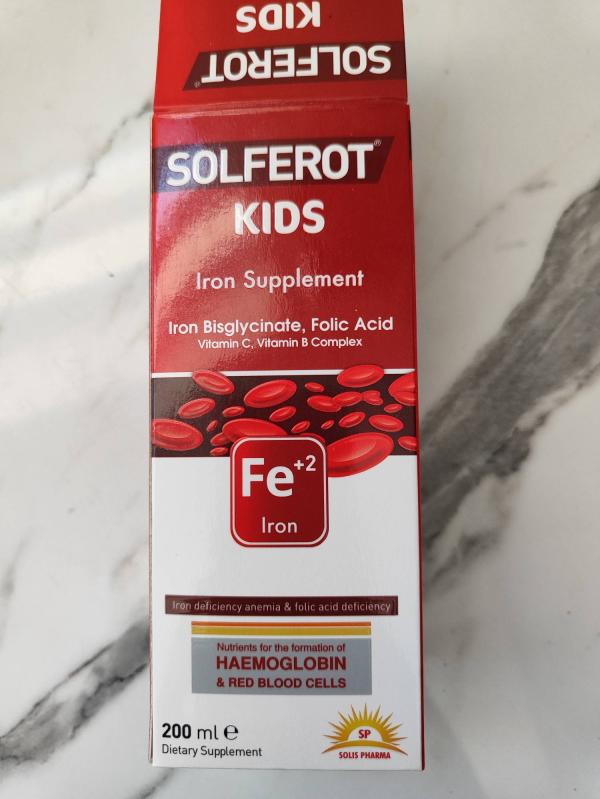 KIDS
SOLFEROT
SOLFEROT®
KIDS
Iron Supplement
Iron Bisglycinate, Folic Acid
Vitamin C, Vitamin B Complex
Fe+2
Iron
Iron deficiency anemia & folic acid deficiency
Nutrients for the formation of
HAEMOGLOBIN
& RED BLOOD CELLS
200 ml ℮
Dietary Supplement
SP
SOLIS PHARMA